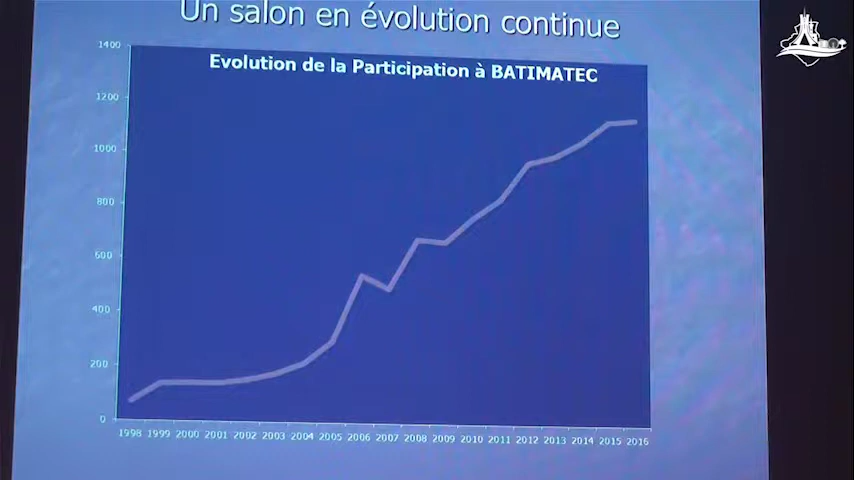 Un salon en évolution continue
Evolution de la Participation à BATIMATEC
1400
1200
1000
800
600
400
200
0
1998 1999 2000 2001 2002 2003 2004 2005 2006 2007 2008 2009 2010 2011 2012 2013 2014 2015 2016